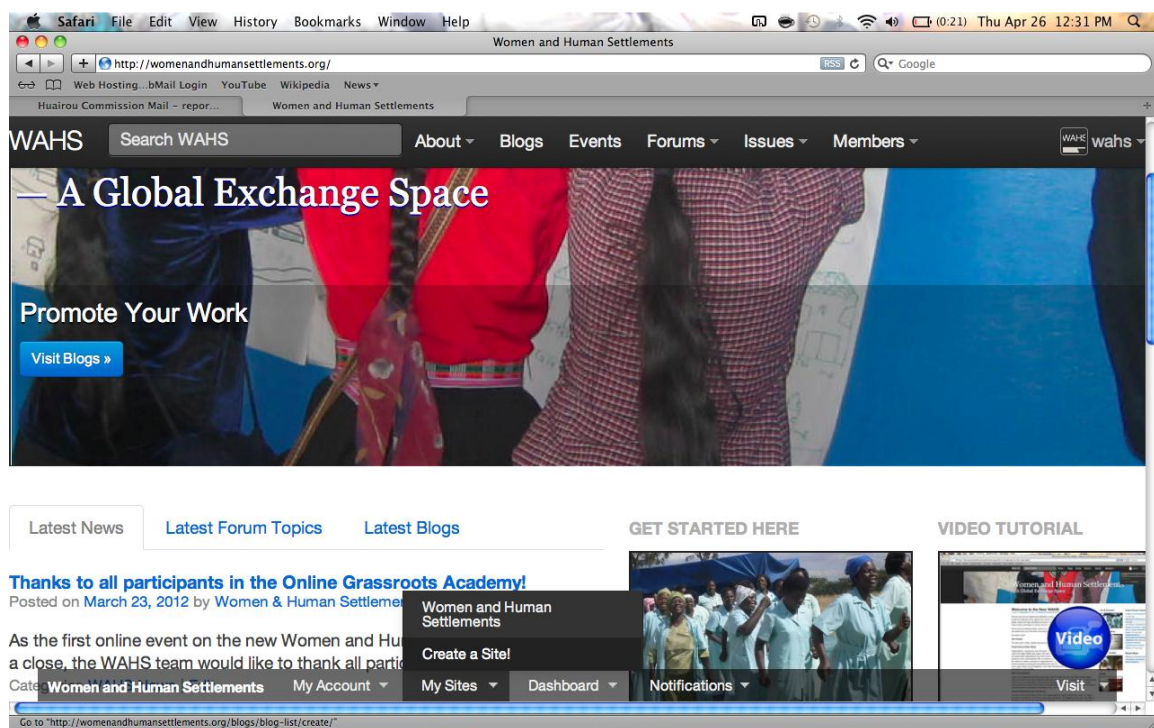 Safari File Edit View History Bookmarks Window Help (0:21) Thu Apr 26 12:31 PM
Women and Human Settlements
http://womenandhumansettlements.org/ RSS Google
Web Hosting...bMail Login YouTube Wikipedia News
Huairou Commission Mail – repor... Women and Human Settlements
WAHS Search WAHS About Blogs Events Forums Issues Members WAHS wahs
— A Global Exchange Space
Promote Your Work
Visit Blogs »
Latest News Latest Forum Topics Latest Blogs GET STARTED HERE VIDEO TUTORIAL
Thanks to all participants in the Online Grassroots Academy!
Posted on March 23, 2012 by Women & Human Settlemen
Women and Human
Settlements
As the first online event on the new Women and Hu
Create a Site!
a close, the WAHS team would like to thank all partic
Women and Human Settlements My Account My Sites Dashboard Notifications Visit
Video
Go to "http://womenandhumansettlements.org/blogs/blog-list/create/"